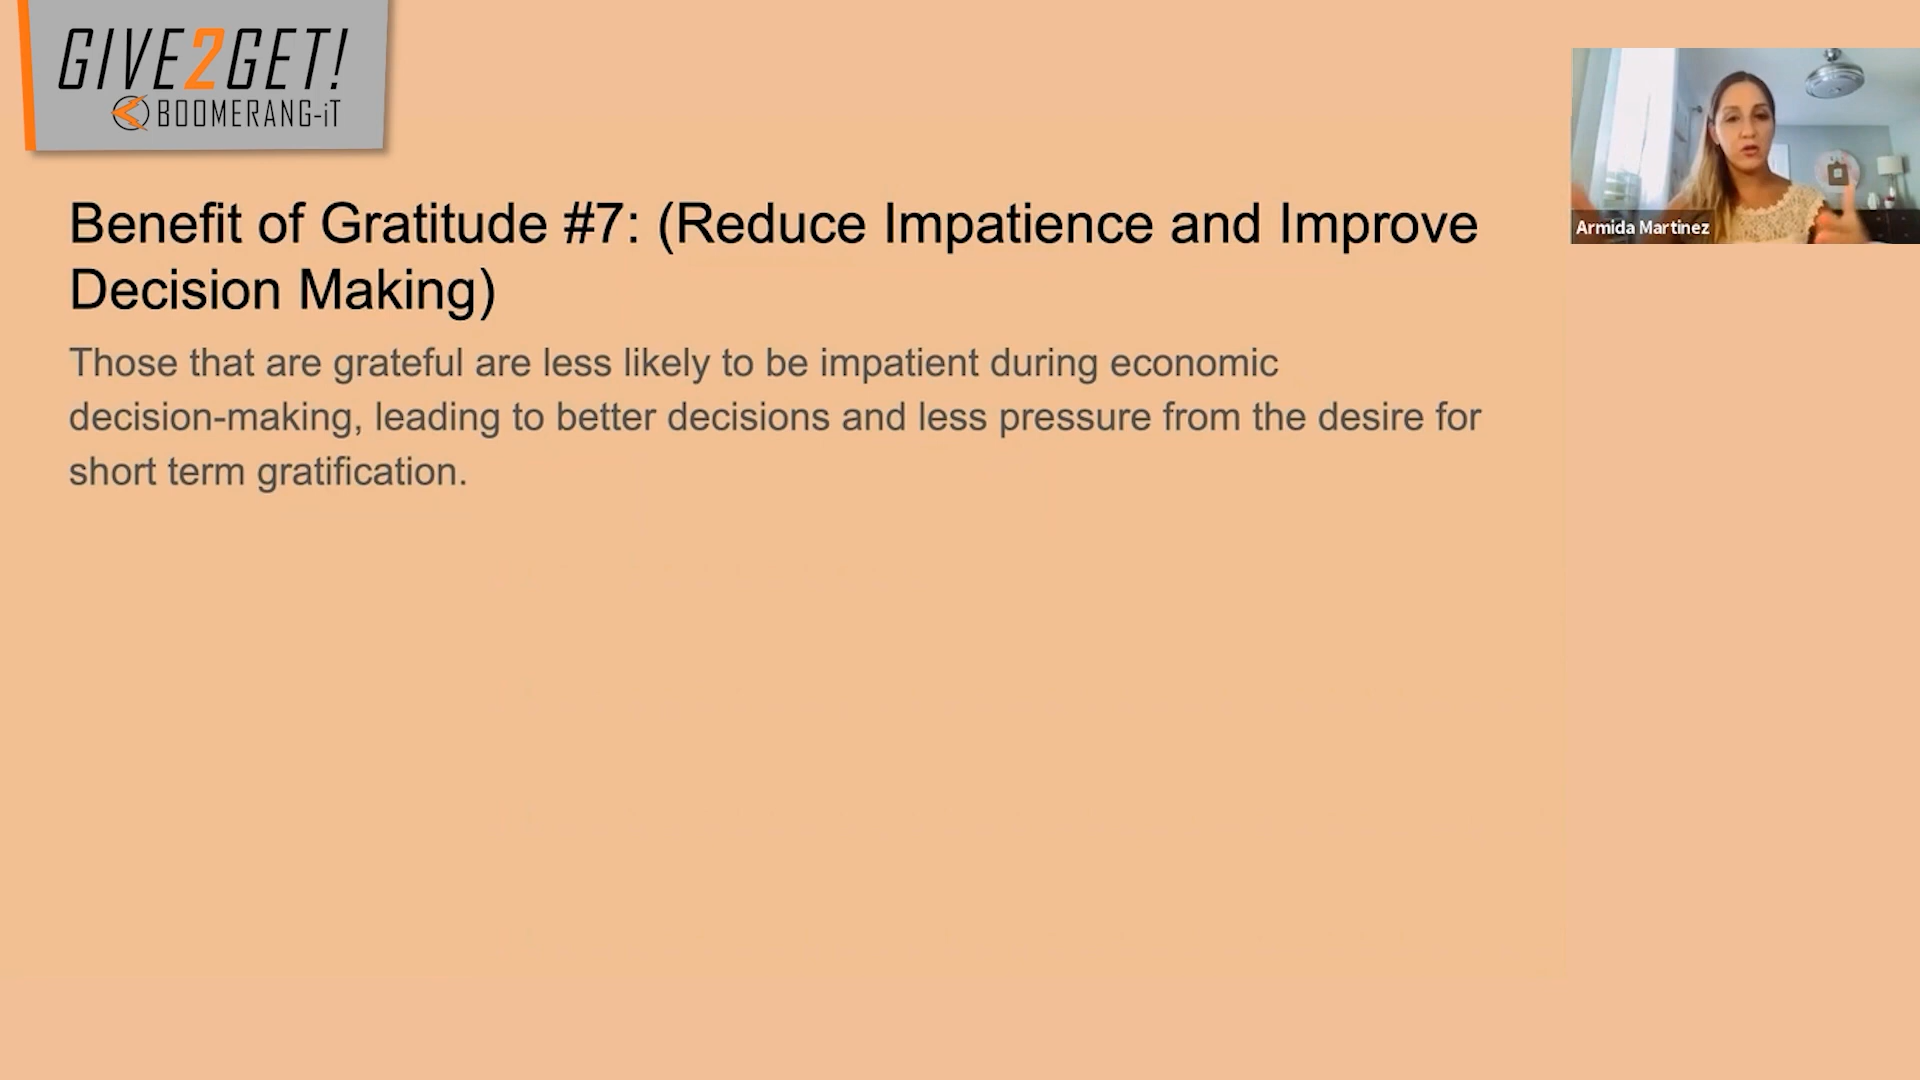 GIVE2GET!
BOOMERANG-iT
Armida Martinez
Benefit of Gratitude #7: (Reduce Impatience and Improve
Decision Making)
Those that are grateful are less likely to be impatient during economic
decision-making, leading to better decisions and less pressure from the desire for
short term gratification.